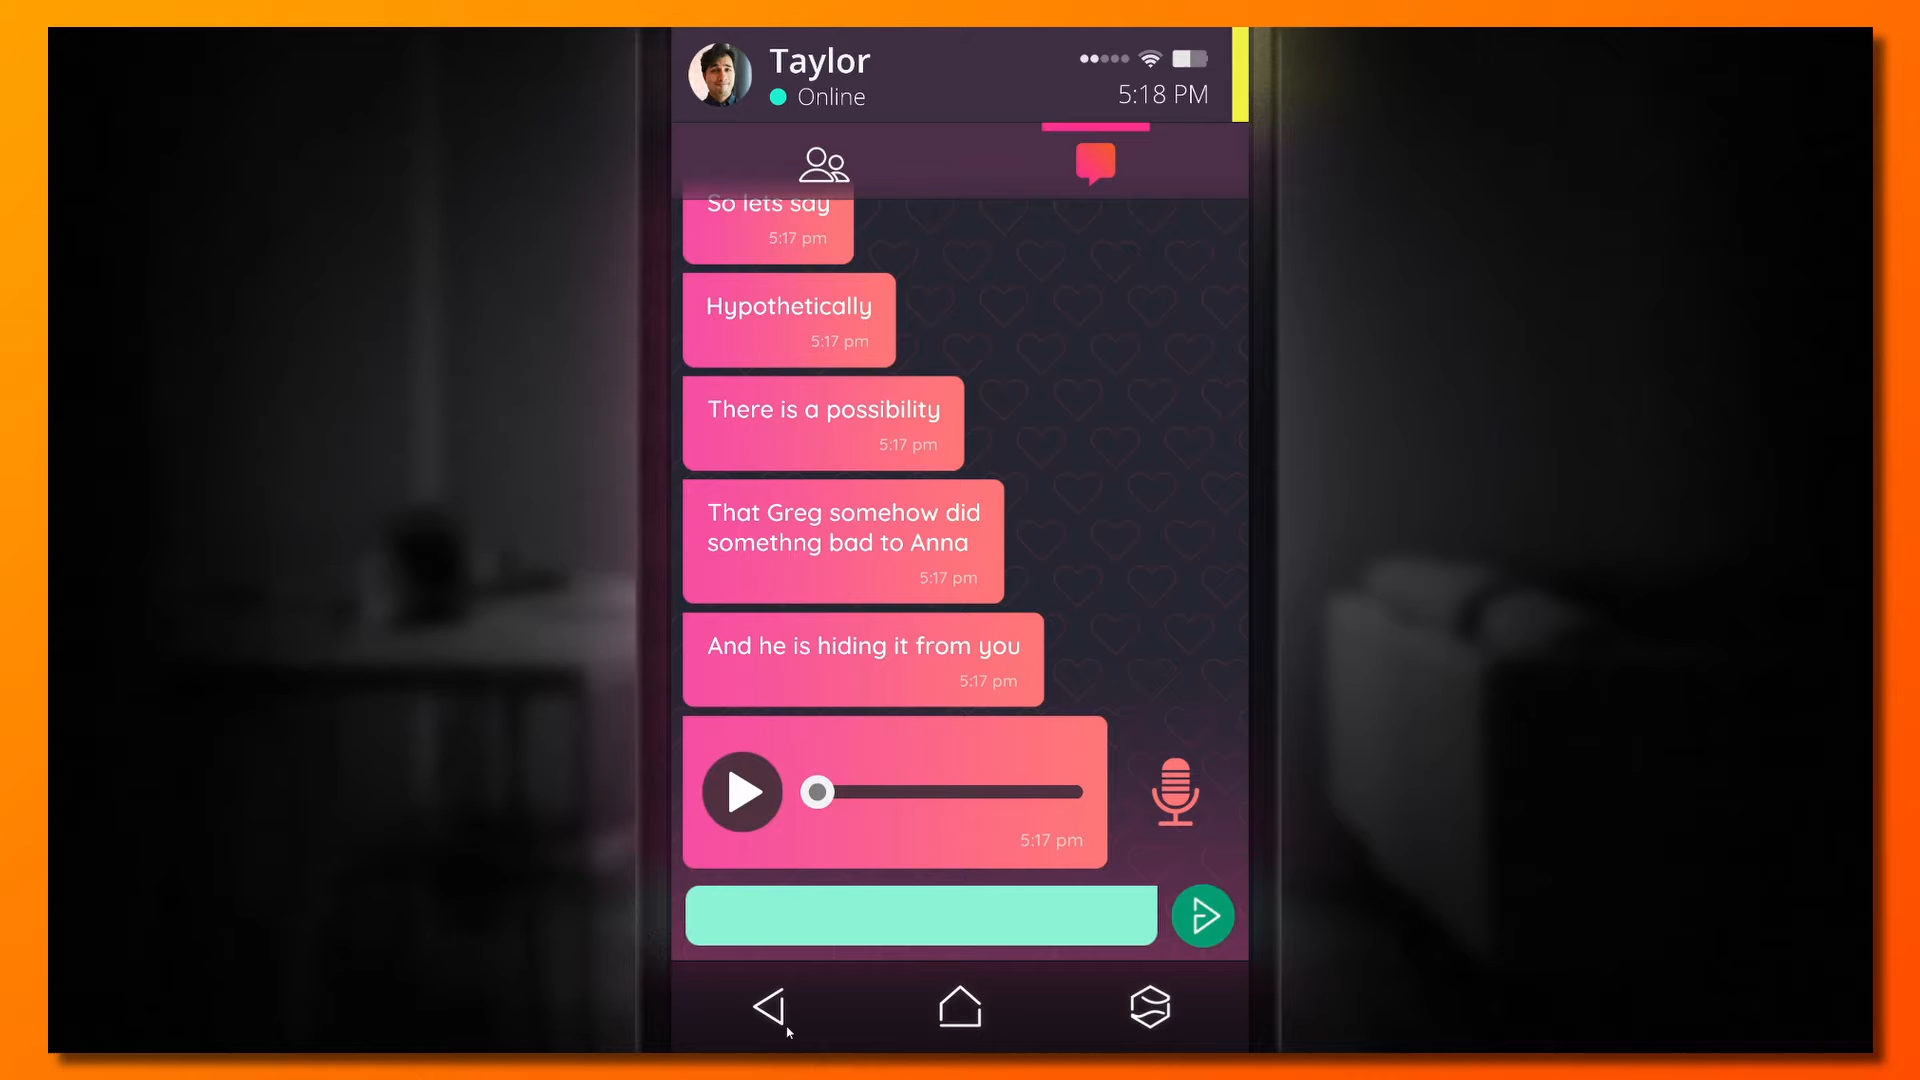 Taylor
Online
5:18 PM
So lets say
5:17 pm
Hypothetically
5:17 pm
There is a possibility
5:17 pm
That Greg somehow did
somethng bad to Anna
5:17 pm
And he is hiding it from you
5:17 pm
5:17 pm